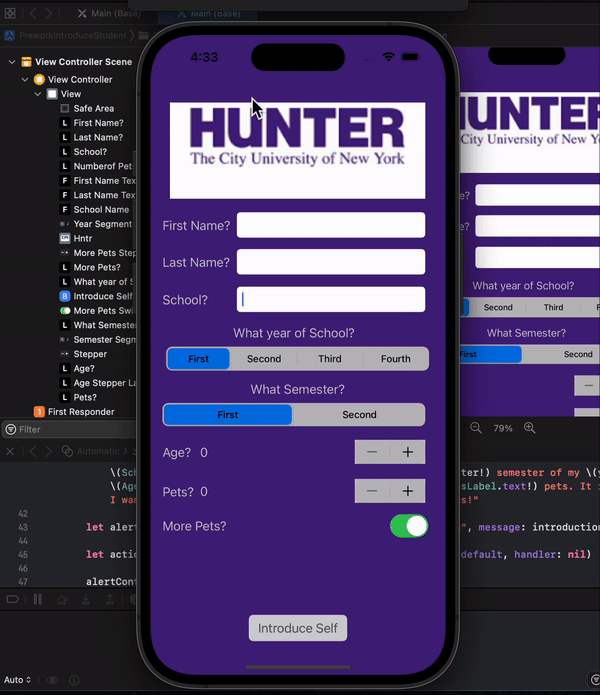 Main (Base)
Main (Base)
PreworkIntroduceStudent
View Controller Scene
View Controller
View
Safe Area
L First Name?
L Last Name?
L School?
L Numberof Pet
F First Name Tex
F Last Name Tex
F School Name
Year Segment
Hntr
More Pets Step
L More Pets?
L What year of S
B Introduce Self
More Pets Swi
L What Semester
Semester Segm
Stepper
L Age?
L Age Stepper La
L Pets?
1 First Responder
Filter
Automatic
4:33
HUNTER
The City University of New York
First Name?
Last Name?
School?
What year of School?
First Second Third Fourth
What Semester?
First Second
Age? 0
Pets? 0
More Pets?
Introduce Self
UNTER
University of New York
e?
e?
What year of School?
Second Third F
What Semester?
First Second
79%
\(Sch
ter!) semester of my \(y
\(Age
sLabel.text!) pets. It i
I wan
s!"
42
43 let alert
", message: introduction
44
45 let actio
default, handler: nil)
46
47 alertCont
Auto